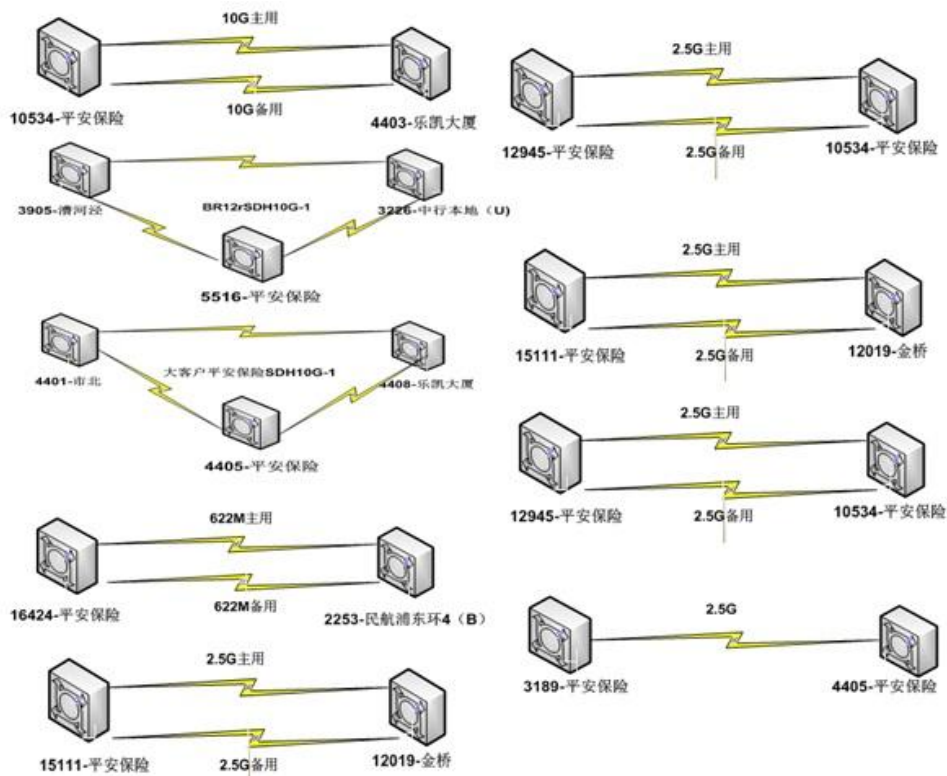 10G主用
10G备用
10534-平安保险
4403-乐凯大厦
3905-漕河泾
BR12rSDH10G-1
3226-中行本地（U）
5516-平安保险
4401-市北
大客户平安保险SDH10G-1
4408-乐凯大厦
4405-平安保险
622M主用
622M备用
16424-平安保险
2253-民航浦东环4（B）
2.5G主用
2.5G备用
15111-平安保险
12019-金桥
2.5G主用
2.5G备用
12945-平安保险
10534-平安保险
2.5G主用
2.5G备用
15111-平安保险
12019-金桥
2.5G主用
2.5G备用
12945-平安保险
10534-平安保险
2.5G
3189-平安保险
4405-平安保险